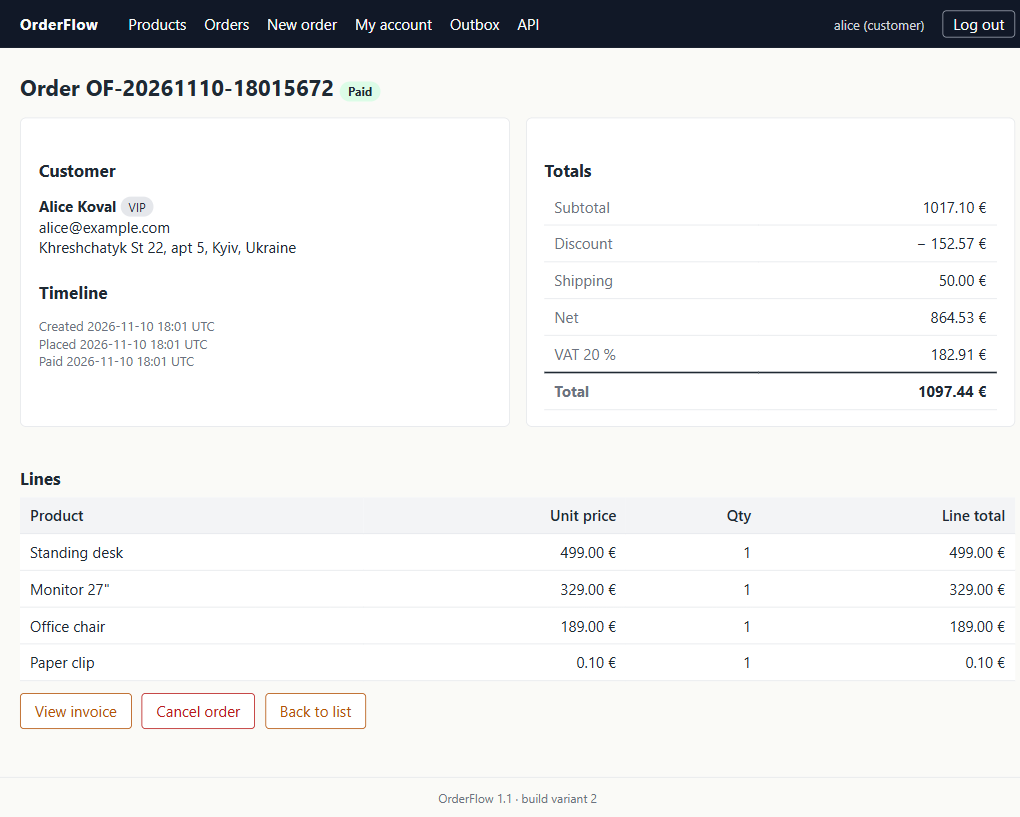 OrderFlow Products Orders New order My account Outbox API alice (customer) Log out
Order OF-20261110-18015672 Paid
Customer
Alice Koval VIP
alice@example.com
Khreshchatyk St 22, apt 5, Kyiv, Ukraine
Timeline
Created 2026-11-10 18:01 UTC
Placed 2026-11-10 18:01 UTC
Paid 2026-11-10 18:01 UTC
Totals
Subtotal 1017.10 €
Discount − 152.57 €
Shipping 50.00 €
Net 864.53 €
VAT 20 % 182.91 €
Total 1097.44 €
Lines
Product Unit price Qty Line total
Standing desk 499.00 € 1 499.00 €
Monitor 27" 329.00 € 1 329.00 €
Office chair 189.00 € 1 189.00 €
Paper clip 0.10 € 1 0.10 €
View invoice Cancel order Back to list
OrderFlow 1.1 · build variant 2